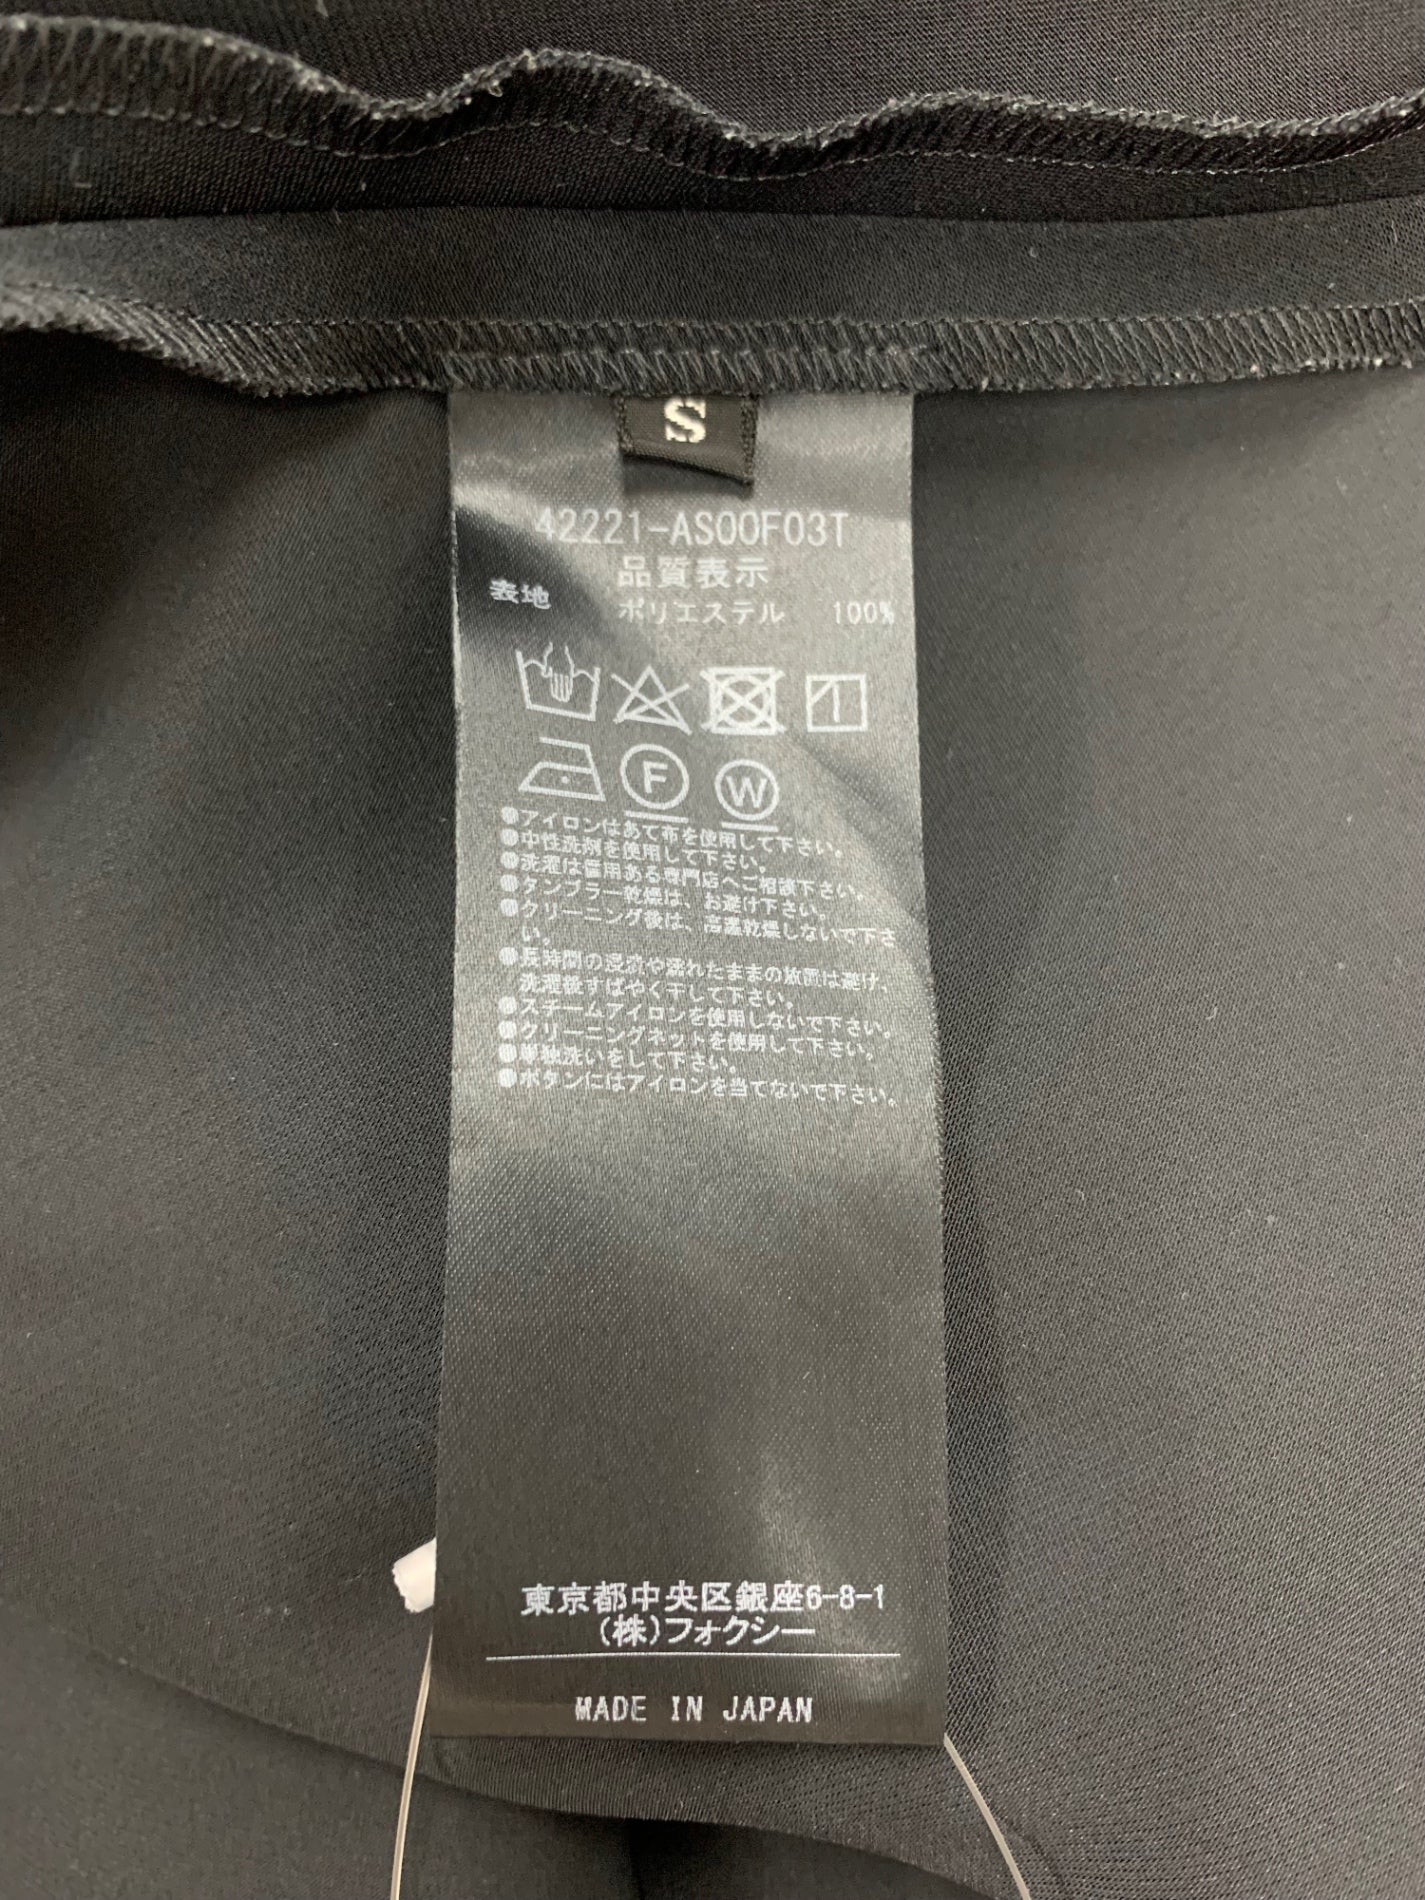 S
42221-AS00F03T
品質表示
表地 ポリエステル 100%
F W
●アイロンはあて布を使用して下さい。
●中性洗剤を使用して下さい。
●洗濯は信用ある専門店へご相談下さい。
●タンブラー乾燥は、お避け下さい。
●クリーニング後は、高温乾燥しないで下さ
い。
●長時間の浸漬や濡れたままの放置は避け、
洗濯後すばやく干して下さい。
●スチームアイロンを使用しないで下さい。
●クリーニングネットを使用して下さい。
●単独洗いをして下さい。
●ボタンにはアイロンを当てないで下さい。
東京都中央区銀座6-8-1
(株)フォクシー
MADE IN JAPAN